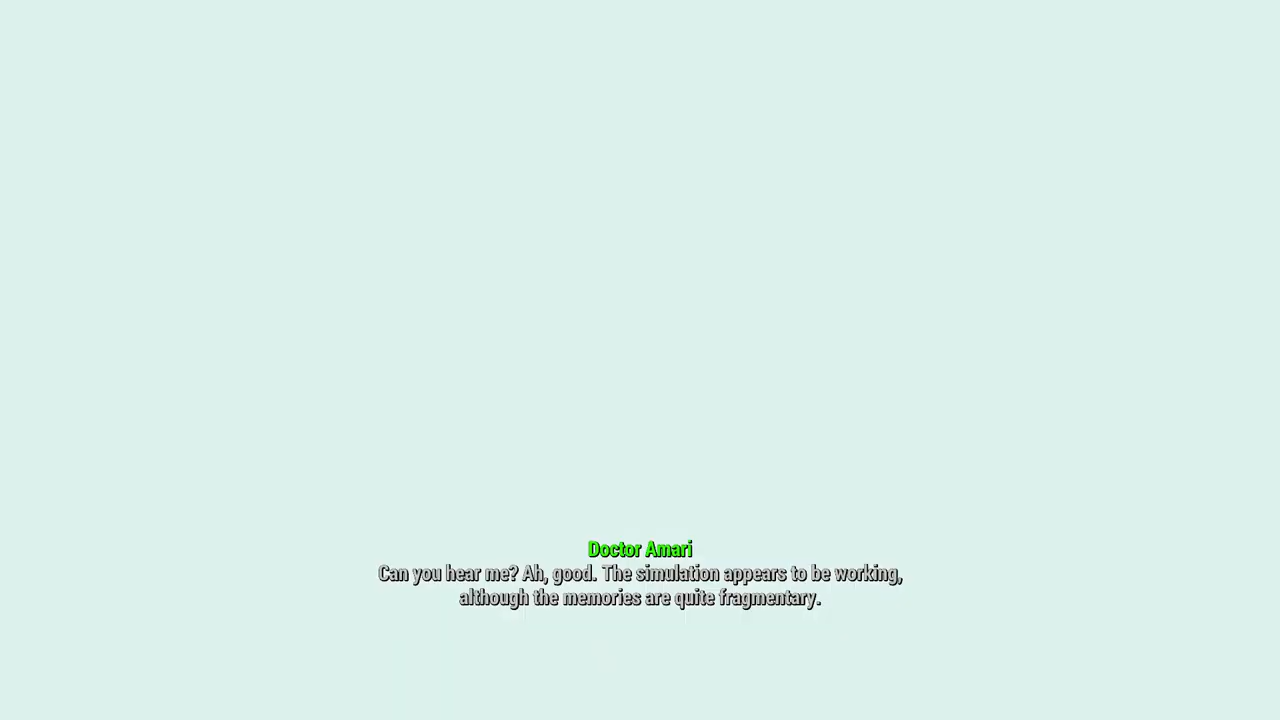 Doctor Amari
Can you hear me? Ah, good. The simulation appears to be working,
although the memories are quite fragmentary.